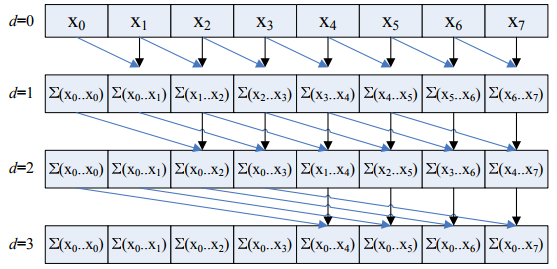 d=0 x₀ x₁ x₂ x₃ x₄ x₅ x₆ x₇
d=1 Σ(x₀..x₀) Σ(x₀..x₁) Σ(x₁..x₂) Σ(x₂..x₃) Σ(x₃..x₄) Σ(x₄..x₅) Σ(x₅..x₆) Σ(x₆..x₇)
d=2 Σ(x₀..x₀) Σ(x₀..x₁) Σ(x₀..x₂) Σ(x₀..x₃) Σ(x₁..x₄) Σ(x₂..x₅) Σ(x₃..x₆) Σ(x₄..x₇)
d=3 Σ(x₀..x₀) Σ(x₀..x₁) Σ(x₀..x₂) Σ(x₀..x₃) Σ(x₀..x₄) Σ(x₀..x₅) Σ(x₀..x₆) Σ(x₀..x₇)